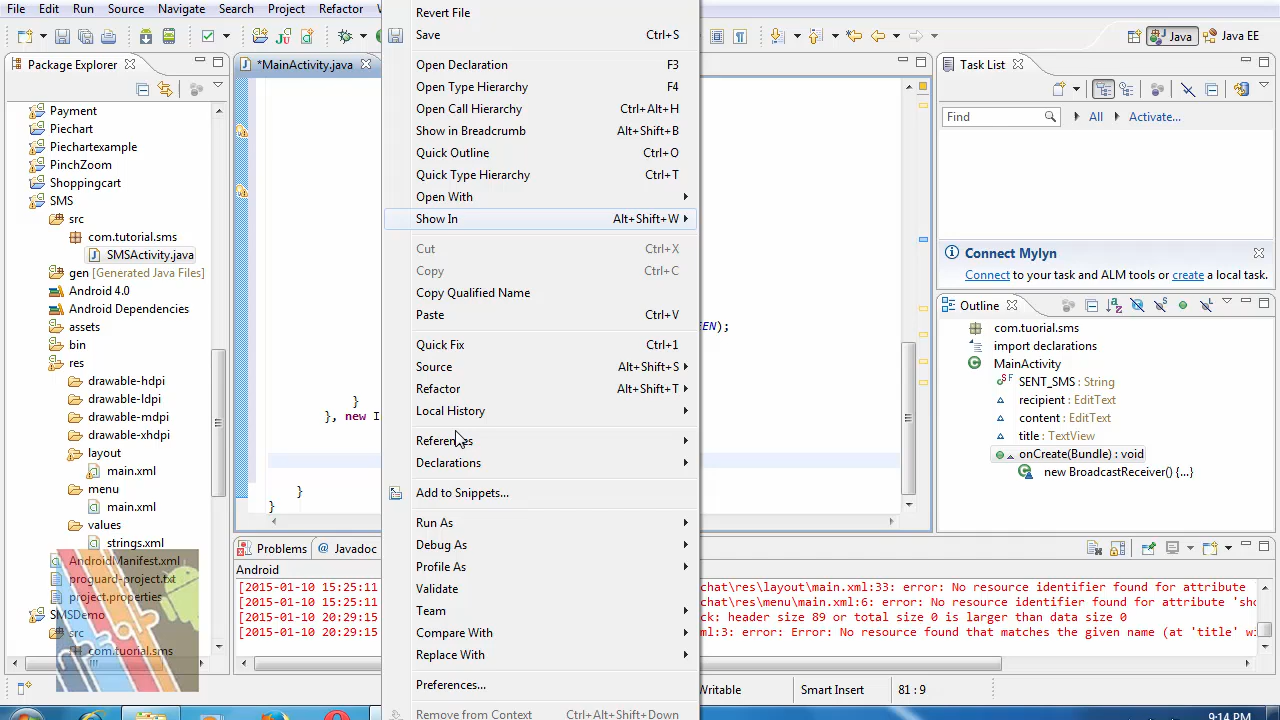 File Edit Run Source Navigate Search Project Refactor
Java Java EE
Package Explorer
Payment
Piechart
Piechartexample
PinchZoom
Shoppingcart
SMS
src
com.tutorial.sms
SMSActivity.java
gen [Generated Java Files]
Android 4.0
Android Dependencies
assets
bin
res
drawable-hdpi
drawable-ldpi
drawable-mdpi
drawable-xhdpi
layout
main.xml
menu
main.xml
values
strings.xml
AndroidManifest.xml
proguard-project.txt
project.properties
SMSDemo
src
com.tuorial.sms
*MainActivity.java
}
}, new I
}
}
EEN);
Revert File
Save Ctrl+S
Open Declaration F3
Open Type Hierarchy F4
Open Call Hierarchy Ctrl+Alt+H
Show in Breadcrumb Alt+Shift+B
Quick Outline Ctrl+O
Quick Type Hierarchy Ctrl+T
Open With
Show In Alt+Shift+W
Cut Ctrl+X
Copy Ctrl+C
Copy Qualified Name
Paste Ctrl+V
Quick Fix Ctrl+1
Source Alt+Shift+S
Refactor Alt+Shift+T
Local History
References
Declarations
Add to Snippets...
Run As
Debug As
Profile As
Validate
Team
Compare With
Replace With
Preferences...
Remove from Context Ctrl+Alt+Shift+Down
Task List
Find All Activate...
Connect Mylyn
Connect to your task and ALM tools or create a local task.
Outline
com.tuorial.sms
import declarations
MainActivity
SENT_SMS : String
recipient : EditText
content : EditText
title : TextView
onCreate(Bundle) : void
new BroadcastReceiver() {...}
Problems Javadoc
Android
[2015-01-10 15:25:11 chat\res\layout\main.xml:33: error: No resource identifier found for attribute
[2015-01-10 15:25:11 chat\res\menu\main.xml:6: error: No resource identifier found for attribute 'sho
[2015-01-10 20:29:15 ck: header size 89 or total size 0 is larger than data size 0
[2015-01-10 20:29:15 ml:3: error: Error: No resource found that matches the given name (at 'title' wi
Writable Smart Insert 81 : 9
9:14 PM